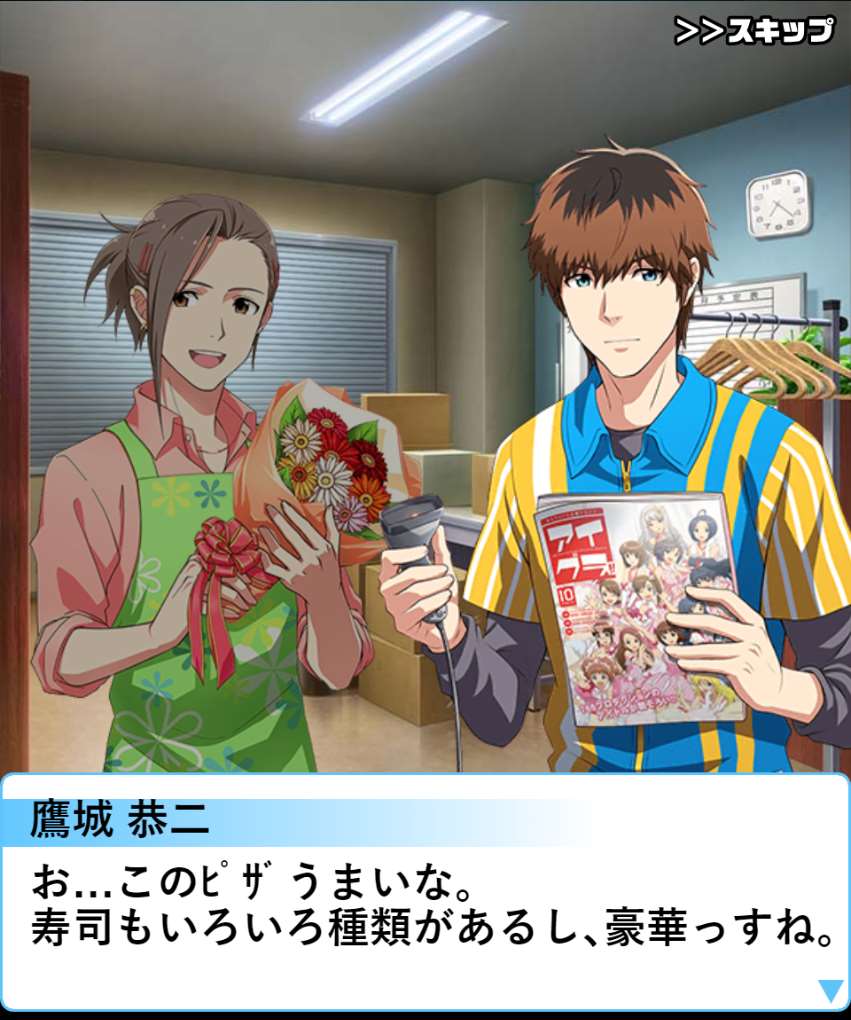 >>スキップ
アイ
クラ!!
10
鷹城 恭二
お…このﾋﾟｻﾞうまいな。
寿司もいろいろ種類があるし、豪華っすね。